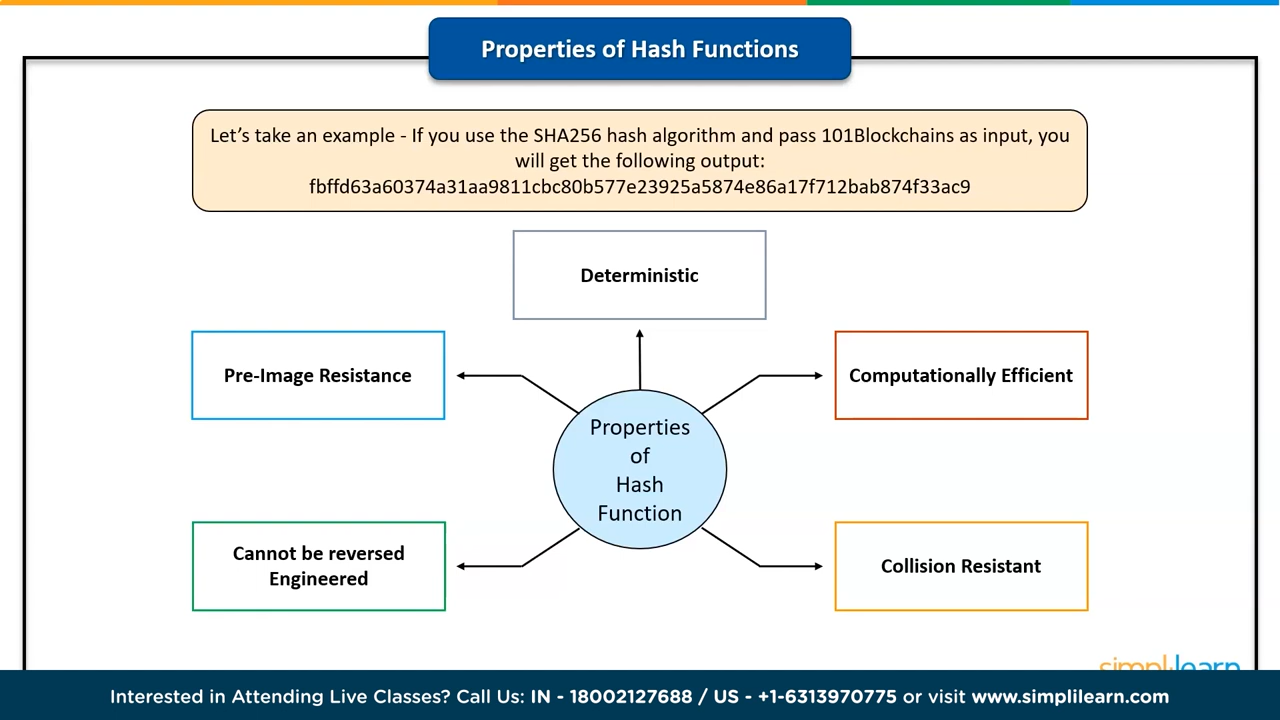 Properties of Hash Functions
Let’s take an example - If you use the SHA256 hash algorithm and pass 101Blockchains as input, you
will get the following output:
fbffd63a60374a31aa9811cbc80b577e23925a5874e86a17f712bab874f33ac9
Deterministic
Pre-Image Resistance
Computationally Efficient
Properties
of
Hash
Function
Cannot be reversed
Engineered
Collision Resistant
simplilearn
Interested in Attending Live Classes? Call Us: IN - 18002127688 / US - +1-6313970775 or visit www.simplilearn.com